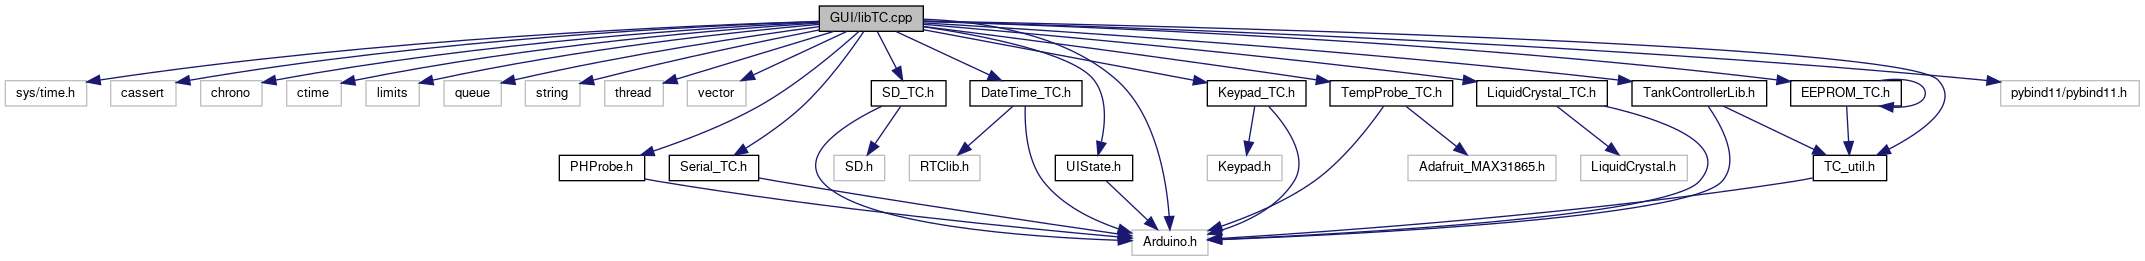 GUI/libTC.cpp
sys/time.h
cassert
chrono
ctime
limits
queue
string
thread
vector
SD_TC.h
DateTime_TC.h
Keypad_TC.h
TempProbe_TC.h
LiquidCrystal_TC.h
TankControllerLib.h
EEPROM_TC.h
pybind11/pybind11.h
PHProbe.h
Serial_TC.h
SD.h
RTClib.h
UIState.h
Keypad.h
Adafruit_MAX31865.h
LiquidCrystal.h
TC_util.h
Arduino.h